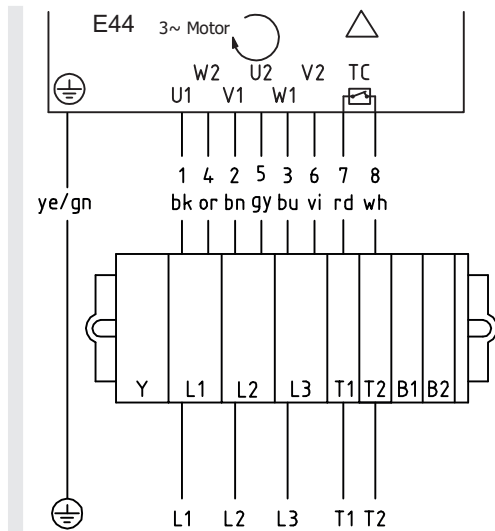 E44 3~ Motor
W2 U2 V2 TC
U1 V1 W1
1 4 2 5 3 6 7 8
ye/gn bk or bn gy bu vi rd wh
Y L1 L2 L3 T1 T2 B1 B2
L1 L2 L3 T1 T2